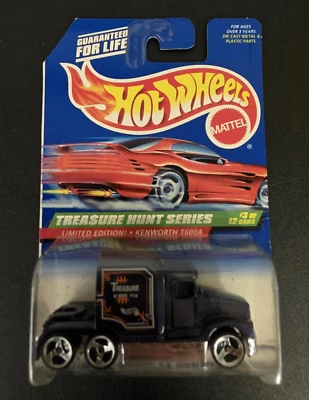 GUARANTEED
FOR LIFE
FOR AGES
OVER 3 YEARS.
DIE CAST METAL &
PLASTIC PARTS.
HOT WHEELS
MATTEL
TREASURE HUNT SERIES
#3 OF
12 CARS
LIMITED EDITION! • KENWORTH T600A
TREASURE